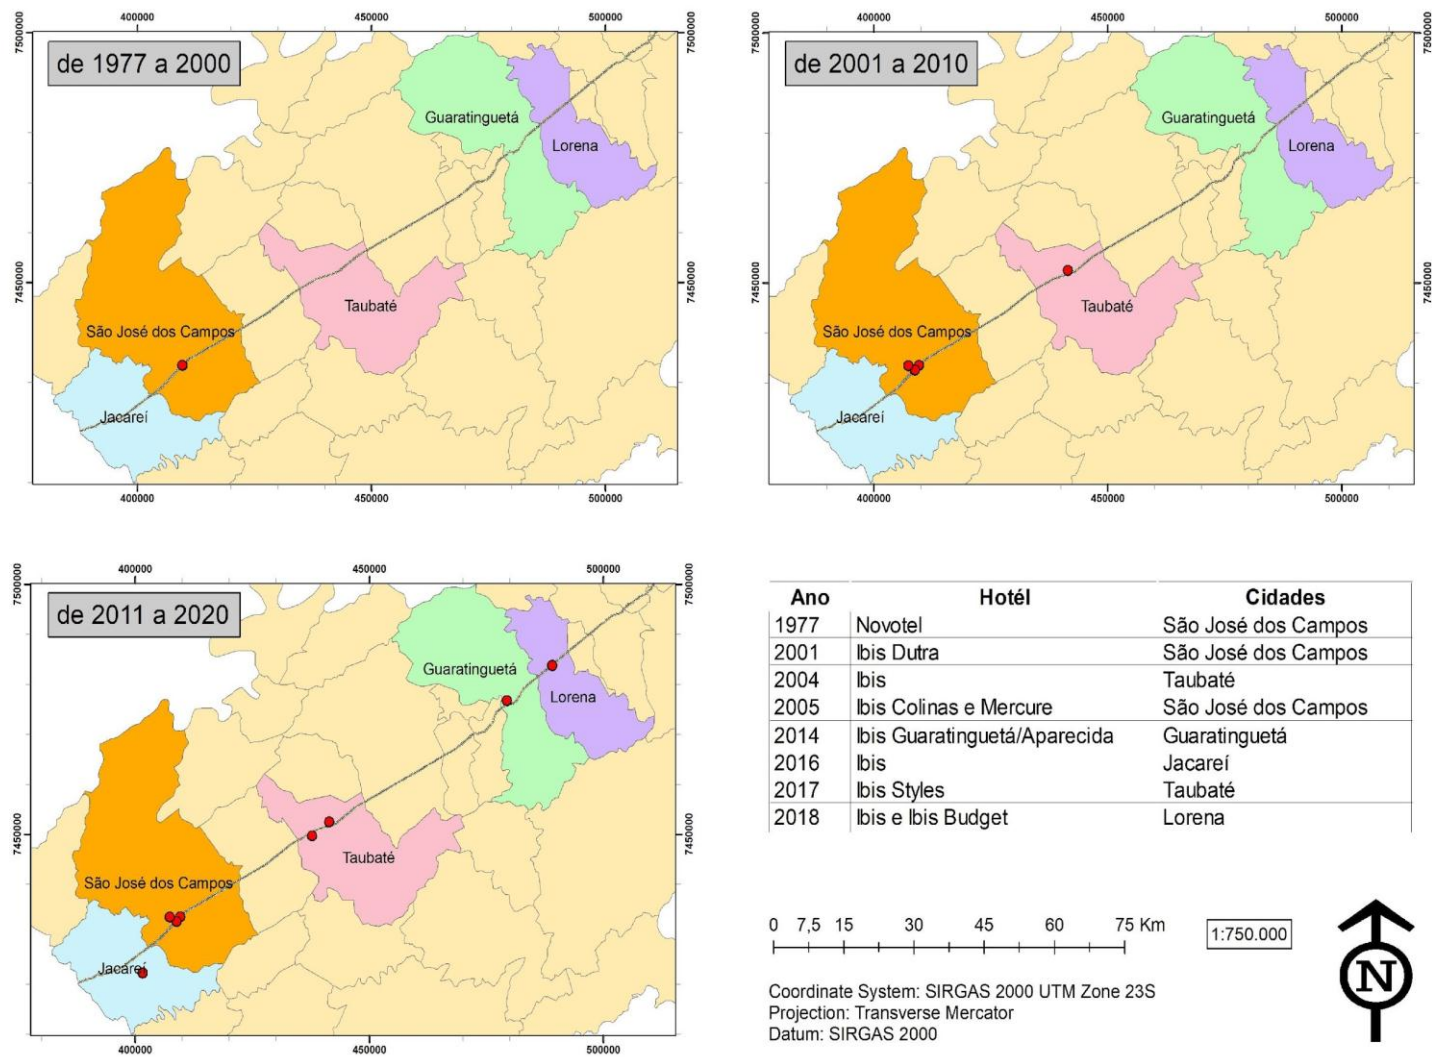 400000 450000 500000
7500000
de 1977 a 2000
Guaratinguetá
Lorena
7450000
Taubaté
São José dos Campos
Jacareí
400000 450000 500000
400000 450000 500000
7500000
de 2001 a 2010
Guaratinguetá
Lorena
7450000
Taubaté
São José dos Campos
Jacareí
400000 450000 500000
400000 450000 500000
7500000
de 2011 a 2020
Guaratinguetá
Lorena
7450000
Taubaté
São José dos Campos
Jacareí
400000 450000 500000
Ano Hotél Cidades
1977 Novotel São José dos Campos
2001 Ibis Dutra São José dos Campos
2004 Ibis Taubaté
2005 Ibis Colinas e Mercure São José dos Campos
2014 Ibis Guaratinguetá/Aparecida Guaratinguetá
2016 Ibis Jacareí
2017 Ibis Styles Taubaté
2018 Ibis e Ibis Budget Lorena
0 7,5 15 30 45 60 75 Km
1:750.000
Coordinate System: SIRGAS 2000 UTM Zone 23S
Projection: Transverse Mercator
Datum: SIRGAS 2000
N